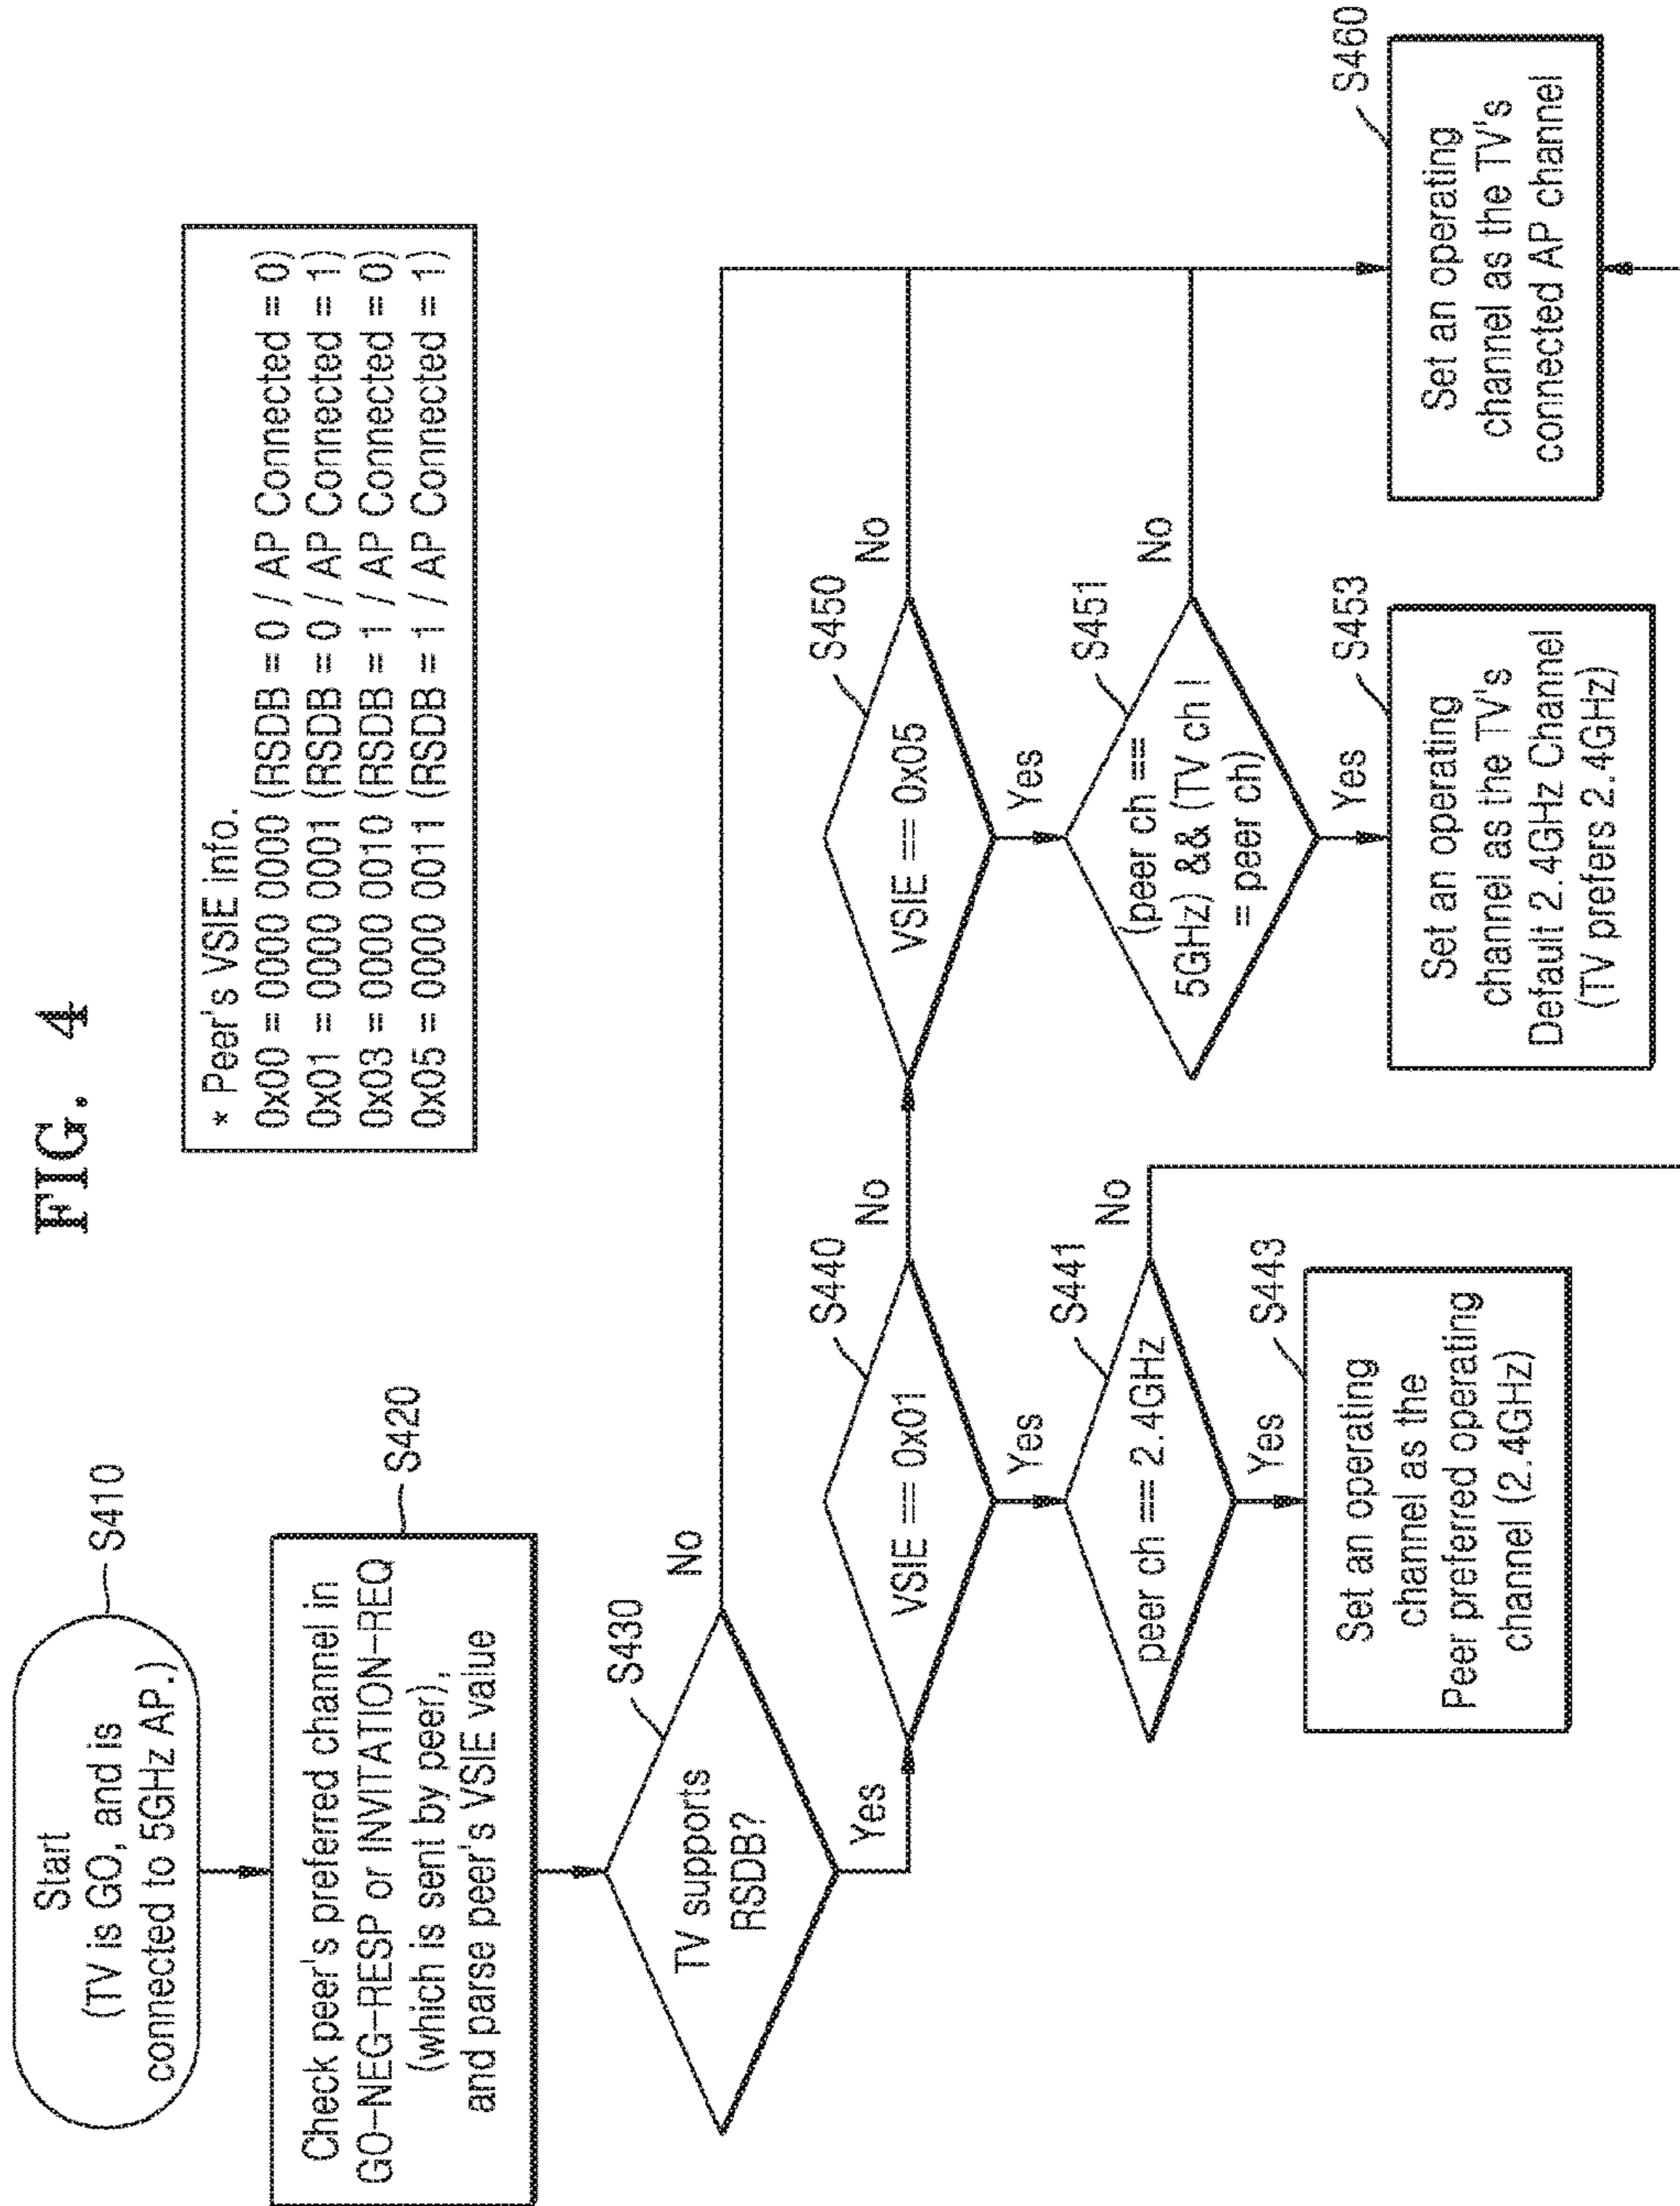 FIG. 4
Start
(TV is GO, and is
connected to 5GHz AP.)
S410
* Peer's VSIE info.
0x00 = 0000 0000 (RSDB = 0 / AP Connected = 0)
0x01 = 0000 0001 (RSDB = 0 / AP Connected = 1)
0x03 = 0000 0010 (RSDB = 1 / AP Connected = 0)
0x05 = 0000 0011 (RSDB = 1 / AP Connected = 1)
Check peer's preferred channel in
GO-NEG-RESP or INVITATION-REQ
(which is sent by peer),
and parse peer's VSIE value
S420
TV supports
RSDB?
S430
No
Yes
VSIE == 0x01
S440
No
Yes
VSIE == 0x05
S450
No
Yes
peer ch == 2.4GHz
S441
No
Yes
(peer ch ==
5GHz) && (TV ch !
= peer ch)
S451
No
Yes
Set an operating
channel as the
Peer preferred operating
channel (2.4GHz)
S443
Set an operating
channel as the TV's
Default 2.4GHz Channel
(TV prefers 2.4GHz)
S453
Set an operating
channel as the TV's
connected AP channel
S460